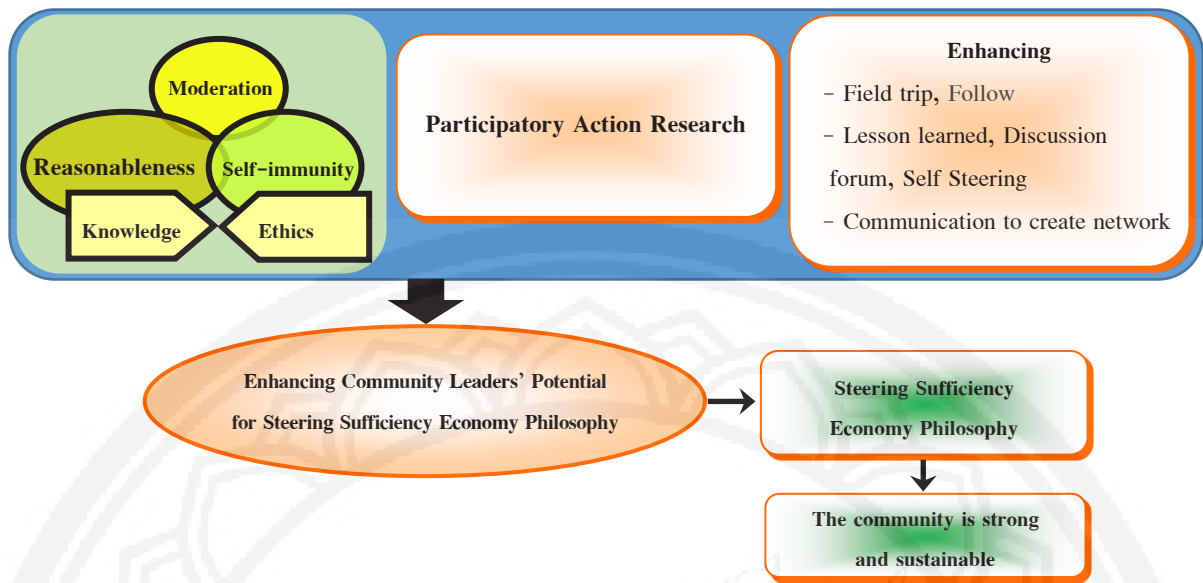 Moderation
Reasonableness
Self-immunity
Knowledge
Ethics
Participatory Action Research
Enhancing
- Field trip, Follow
- Lesson learned, Discussion
forum, Self Steering
- Communication to create network
Enhancing Community Leaders' Potential
for Steering Sufficiency Economy Philosophy
Steering Sufficiency
Economy Philosophy
The community is strong
and sustainable